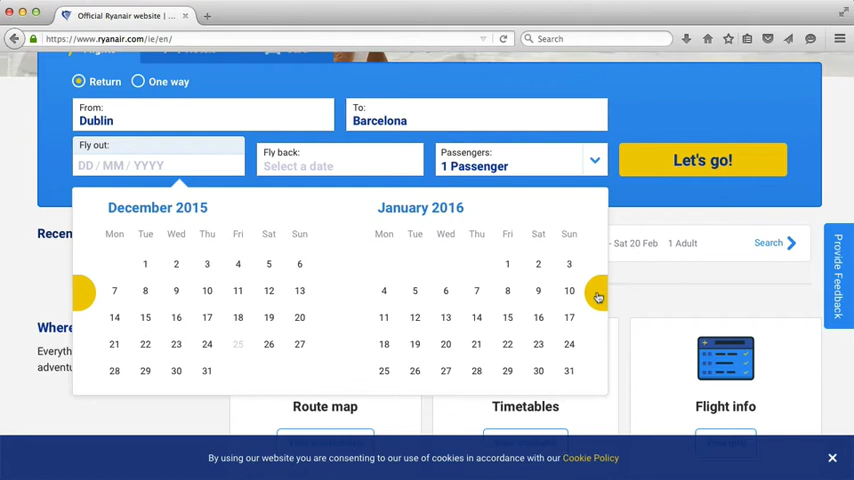 Official Ryanair website | ...
https://www.ryanair.com/ie/en/
Search
Return
One way
From:
Dublin
To:
Barcelona
Fly out:
DD / MM / YYYY
Fly back:
Select a date
Passengers:
1 Passenger
Let's go!
December 2015
Mon Tue Wed Thu Fri Sat Sun
1 2 3 4 5 6
7 8 9 10 11 12 13
14 15 16 17 18 19 20
21 22 23 24 25 26 27
28 29 30 31
January 2016
Mon Tue Wed Thu Fri Sat Sun
1 2 3
4 5 6 7 8 9 10
11 12 13 14 15 16 17
18 19 20 21 22 23 24
25 26 27 28 29 30 31
Recen
- Sat 20 Feb 1 Adult
Search
Provide Feedback
Where
Everyth
adventu
Route map
Timetables
Flight info
By using our website you are consenting to our use of cookies in accordance with our Cookie Policy